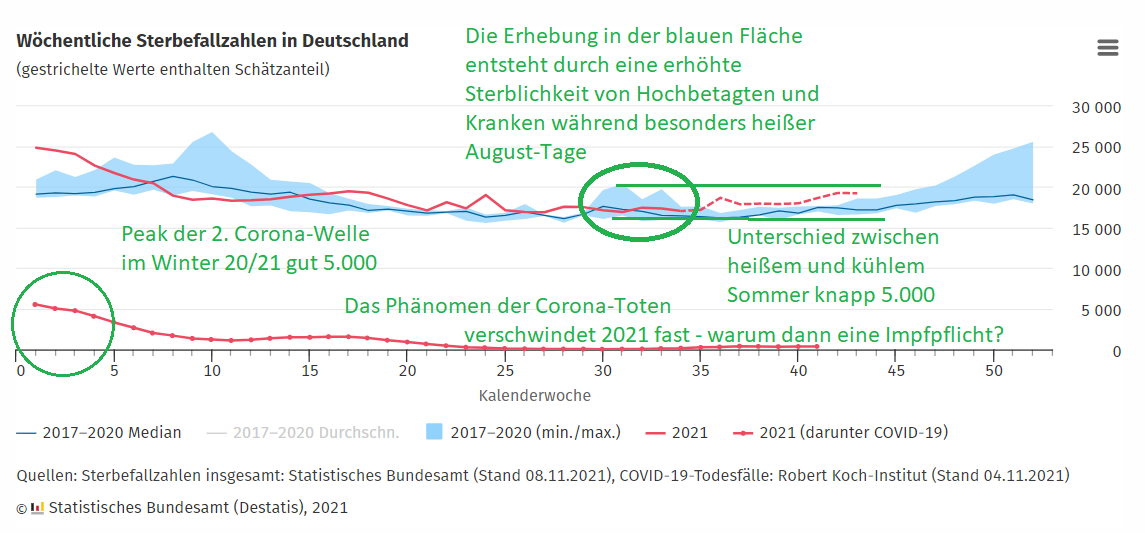 Wöchentliche Sterbefallzahlen in Deutschland
(gestrichelte Werte enthalten Schätzanteil)
Die Erhebung in der blauen Fläche
entsteht durch eine erhöhte
Sterblichkeit von Hochbetagten und
Kranken während besonders heißer
August-Tage
30 000
25 000
20 000
15 000
10 000
5 000
0
Peak der 2. Corona-Welle
im Winter 20/21 gut 5.000
Unterschied zwischen
heißem und kühlem
Sommer knapp 5.000
Das Phänomen der Corona-Toten
verschwindet 2021 fast - warum dann eine Impfpflicht?
0 5 10 15 20 25 30 35 40 45 50
Kalenderwoche
2017–2020 Median 2017–2020 Durchschn. 2017–2020 (min./max.) 2021 2021 (darunter COVID-19)
Quellen: Sterbefallzahlen insgesamt: Statistisches Bundesamt (Stand 08.11.2021), COVID-19-Todesfälle: Robert Koch-Institut (Stand 04.11.2021)
© Statistisches Bundesamt (Destatis), 2021